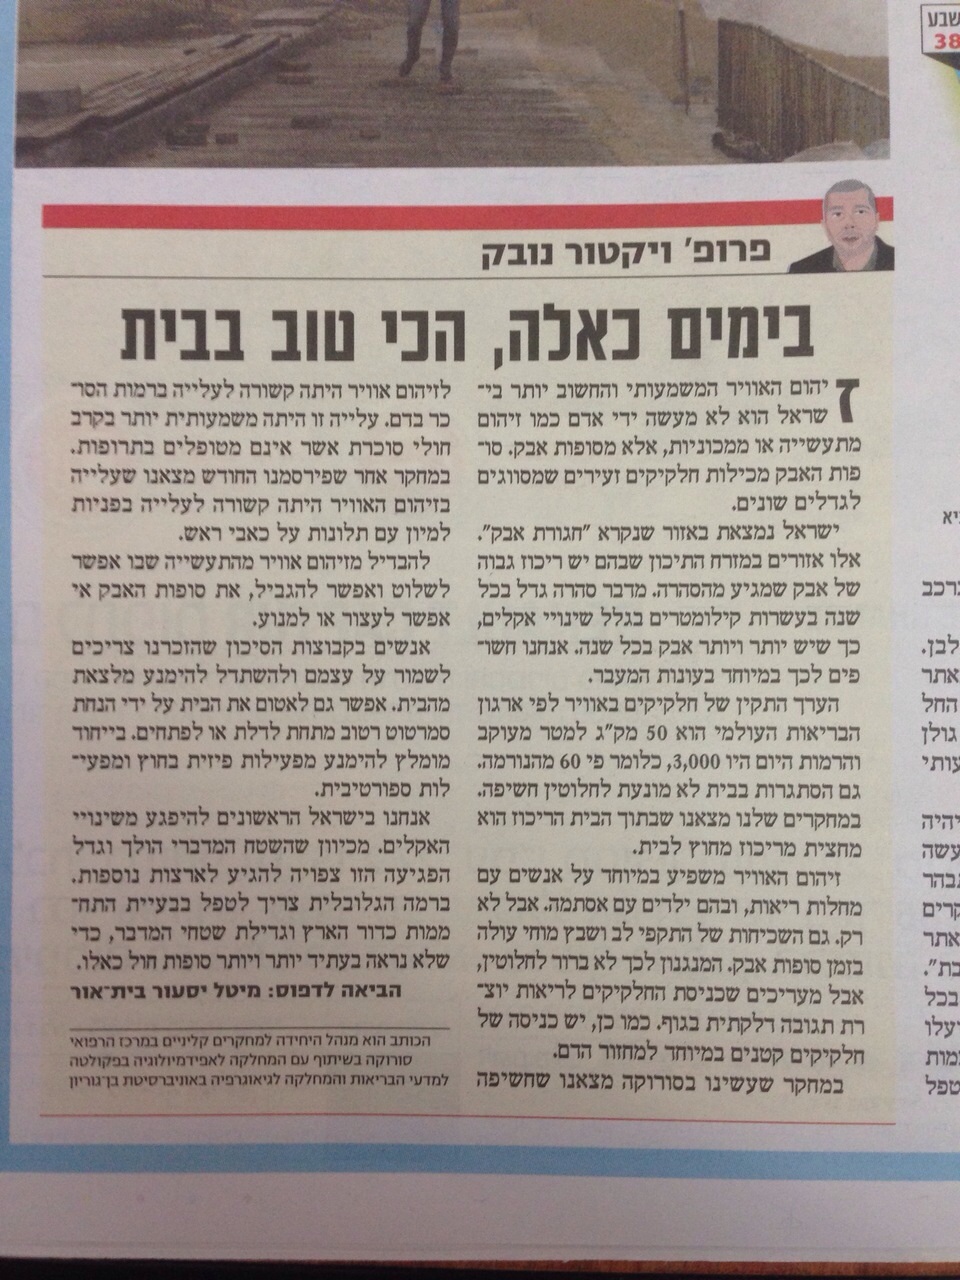 שבע
38
פרופ' ויקטור נובק
בימים כאלה, הכי טוב בבית
זיהום האוויר המשמעותי והחשוב יותר בי־
שראל הוא לא מעשה ידי אדם כמו זיהום
מתעשייה או ממכוניות, אלא מסופות אבק. סו־
פות האבק מכילות חלקיקים זעירים שמסווגים
לגדלים שונים.
ישראל נמצאת באזור שנקרא "חגורת אבק".
אלו אזורים במזרח התיכון שבהם יש ריכוז גבוה
של אבק שמגיע מהסהרה. מדבר סהרה גדל בכל
שנה בעשרות קילומטרים בגלל שינויי אקלים,
כך שיש יותר ויותר אבק בכל שנה. אנחנו חשו־
פים לכך במיוחד בעונות המעבר.
הערך התקין של חלקיקים באוויר לפי ארגון
הבריאות העולמי הוא 50 מק"ג למטר מעוקב
והרמות היום היו 3,000, כלומר פי 60 מהנורמה.
גם הסתגרות בבית לא מונעת לחלוטין חשיפה.
במחקרים שלנו מצאנו שבתוך הבית הריכוז הוא
מחצית מריכוז מחוץ לבית.
זיהום האוויר משפיע במיוחד על אנשים עם
מחלות ריאות, ובהם ילדים עם אסתמה. אבל לא
רק. גם השכיחות של התקפי לב ושבץ מוחי עולה
בזמן סופות אבק. המנגנון לכך לא ברור לחלוטין,
אבל מעריכים שכניסת החלקיקים לריאות יוצ־
רת תגובה דלקתית בגוף. כמו כן, יש כניסה של
חלקיקים קטנים במיוחד למחזור הדם.
במחקר שעשינו בסורוקה מצאנו שחשיפה
לזיהום אוויר היתה קשורה לעלייה ברמות הסו־
כר בדם. עלייה זו היתה משמעותית יותר בקרב
חולי סוכרת אשר אינם מטופלים בתרופות.
במחקר אחר שפירסמנו החודש מצאנו שעלייה
בזיהום האוויר היתה קשורה לעלייה בפניות
למיון עם תלונות על כאבי ראש.
להבדיל מזיהום אוויר מהתעשייה שבו אפשר
לשלוט ואפשר להגביל, את סופות האבק אי
אפשר לעצור או למנוע.
אנשים בקבוצות הסיכון שהזכרנו צריכים
לשמור על עצמם ולהשתדל להימנע מלצאת
מהבית. אפשר גם לאטום את הבית על ידי הנחת
סמרטוט רטוב מתחת לדלת או לפתחים. בייחוד
מומלץ להימנע מפעילות פיזית בחוץ ומפעי־
לות ספורטיבית.
אנחנו בישראל הראשונים להיפגע משינויי
האקלים. מכיוון שהשטח המדברי הולך וגדל
הפגיעה הזו צפויה להגיע לארצות נוספות.
ברמה הגלובלית צריך לטפל בבעיית התח־
ממות כדור הארץ וגדילת שטחי המדבר, כדי
שלא נראה בעתיד יותר ויותר סופות חול כאלו.
הביאה לדפוס: מיטל יסעור בית־אור
הכותב הוא מנהל היחידה למחקרים קליניים במרכז הרפואי
סורוקה בשיתוף עם המחלקה לאפידמיולוגיה בפקולטה
למדעי הבריאות והמחלקה לגיאוגרפיה באוניברסיטת בן־גוריון